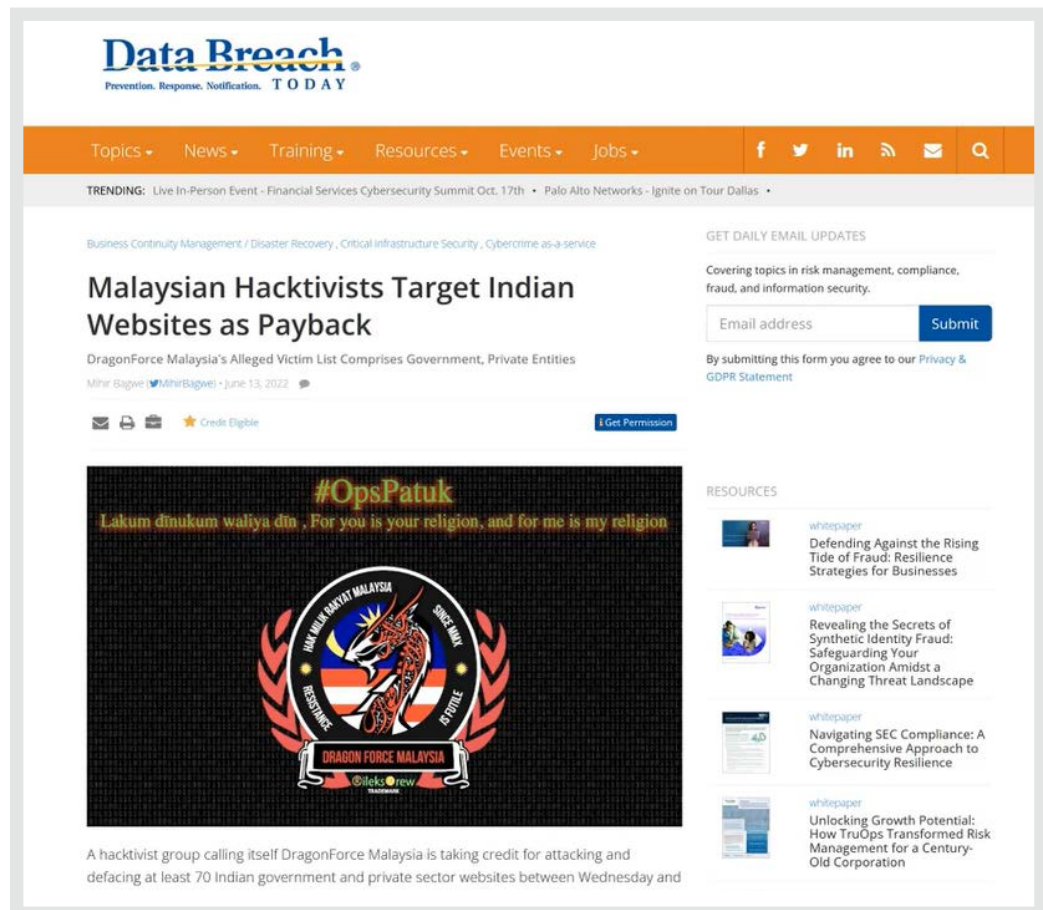 Data Breach
Prevention. Response. Notification. TODAY
Topics News Training Resources Events Jobs
TRENDING: Live In-Person Event - Financial Services Cybersecurity Summit Oct. 17th • Palo Alto Networks - Ignite on Tour Dallas •
Business Continuity Management / Disaster Recovery , Critical Infrastructure Security , Cybercrime as-a-service
Malaysian Hacktivists Target Indian
Websites as Payback
DragonForce Malaysia's Alleged Victim List Comprises Government, Private Entities
Mihir Bagwe (MihirBagwe) • June 13, 2022
Credit Eligible
Get Permission
#OpsPatuk
Lakum dīnukum waliya dīn , For you is your religion, and for me is my religion
HAK MILIK RAKYAT MALAYSIA
SINCE MMX
RESISTANCE
IS FUTILE
DRAGON FORCE MALAYSIA
TRADEMARK
A hacktivist group calling itself DragonForce Malaysia is taking credit for attacking and
defacing at least 70 Indian government and private sector websites between Wednesday and
GET DAILY EMAIL UPDATES
Covering topics in risk management, compliance,
fraud, and information security.
Email address
Submit
By submitting this form you agree to our Privacy &
GDPR Statement
RESOURCES
whitepaper
Defending Against the Rising
Tide of Fraud: Resilience
Strategies for Businesses
whitepaper
Revealing the Secrets of
Synthetic Identity Fraud:
Safeguarding Your
Organization Amidst a
Changing Threat Landscape
whitepaper
Navigating SEC Compliance: A
Comprehensive Approach to
Cybersecurity Resilience
whitepaper
Unlocking Growth Potential:
How TruOps Transformed Risk
Management for a Century-
Old Corporation